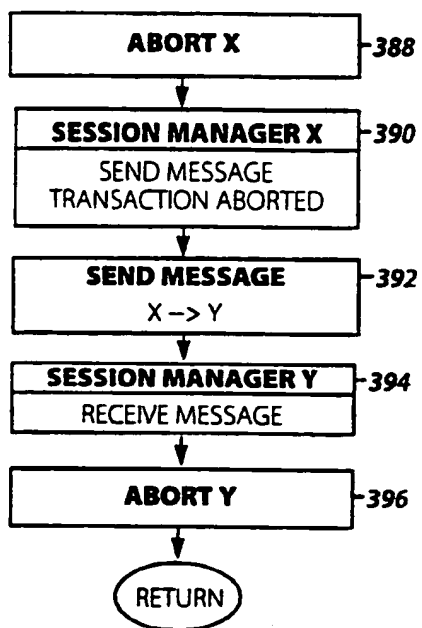 ABORT X 388
SESSION MANAGER X 390
SEND MESSAGE
TRANSACTION ABORTED
SEND MESSAGE 392
X --> Y
SESSION MANAGER Y 394
RECEIVE MESSAGE
ABORT Y 396
RETURN